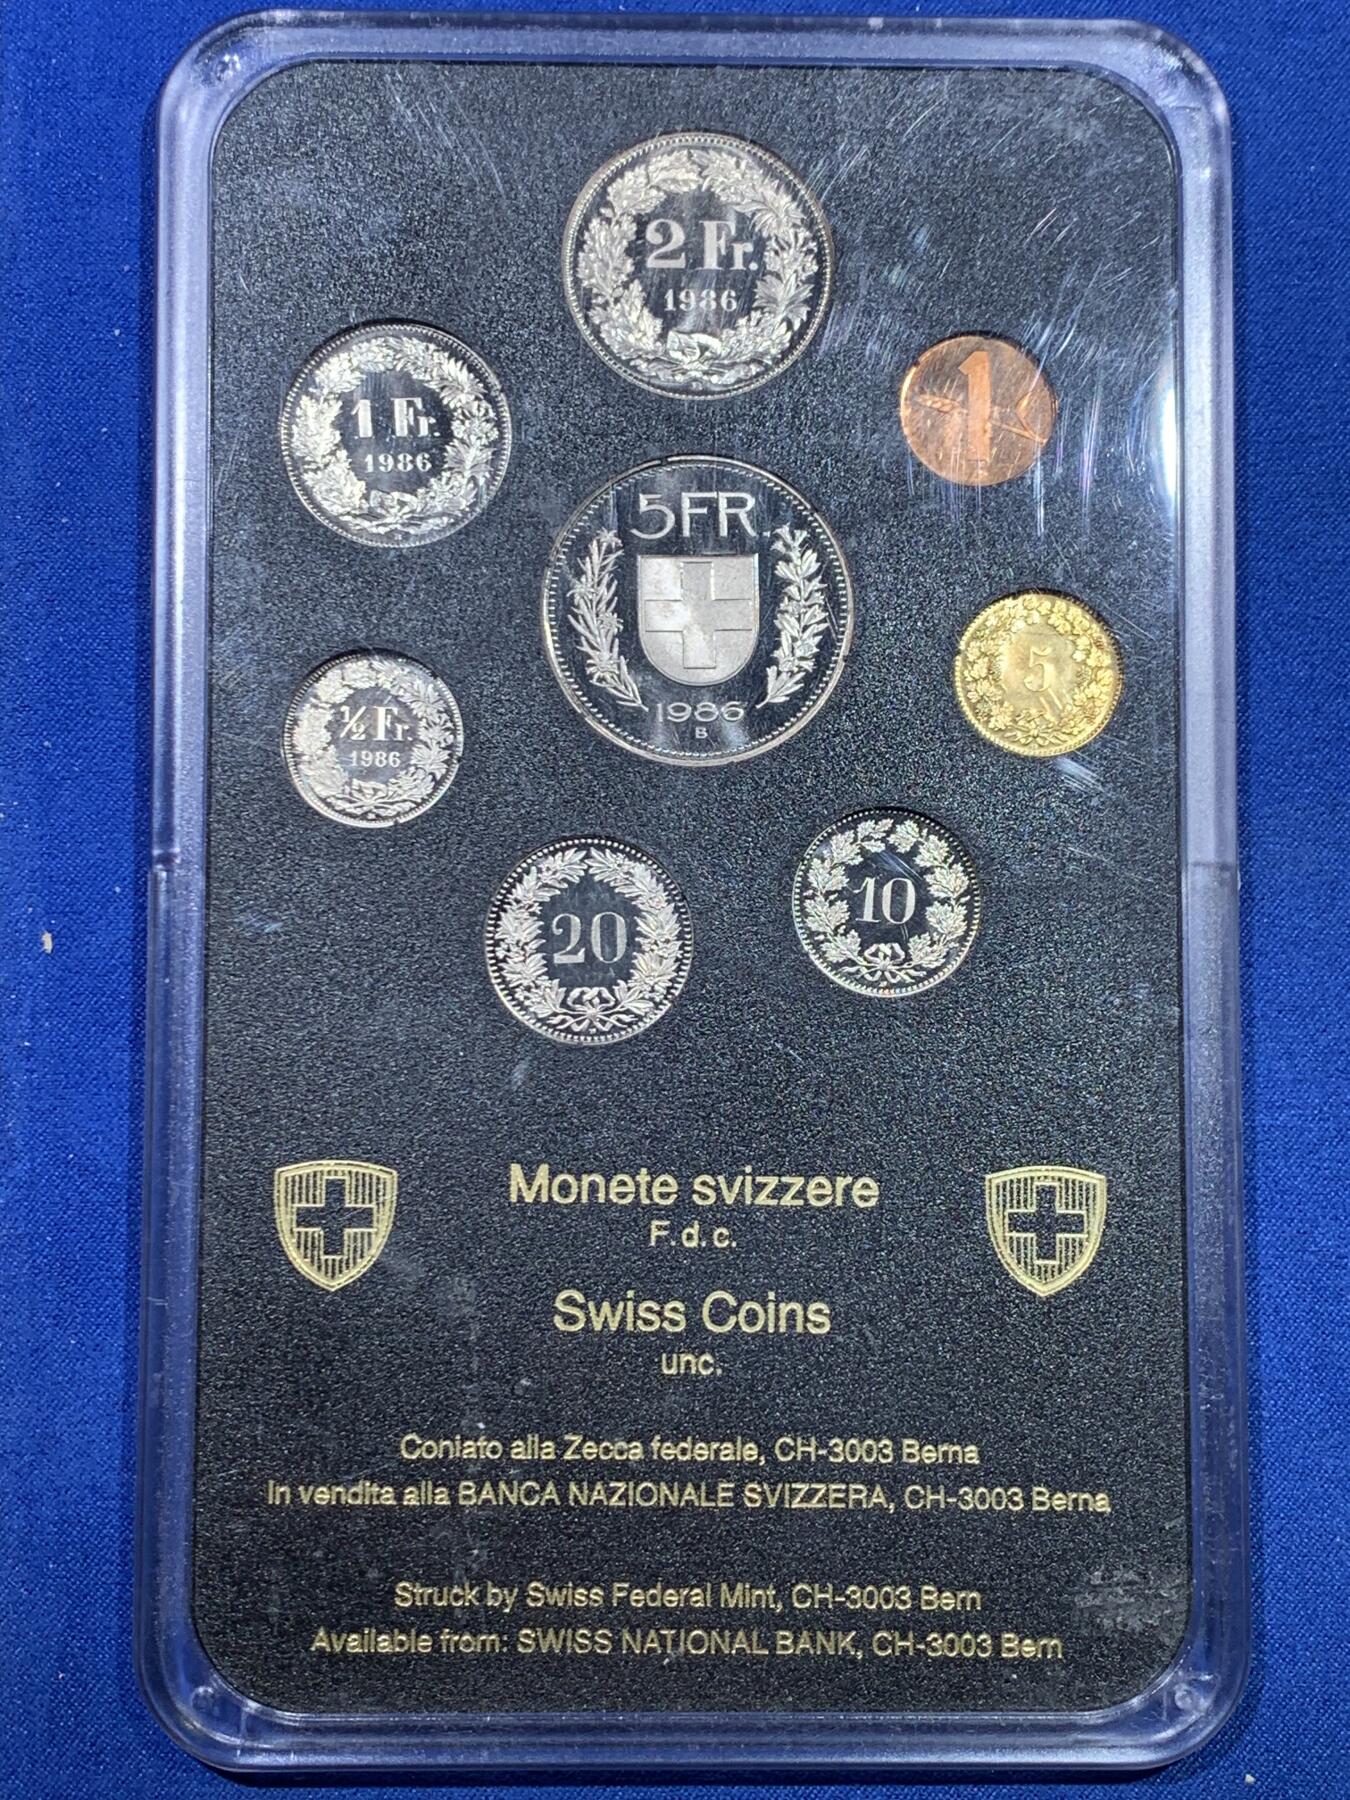 2 Fr.
1986
1 Fr.
1986
1
5 FR.
1986
B
5
½ Fr.
1986
20
10
Monete svizzere
F. d. c.
Swiss Coins
unc.
Coniato alla Zecca federale, CH-3003 Berna
In vendita alla BANCA NAZIONALE SVIZZERA, CH-3003 Berna
Struck by Swiss Federal Mint, CH-3003 Bern
Available from: SWISS NATIONAL BANK, CH-3003 Bern